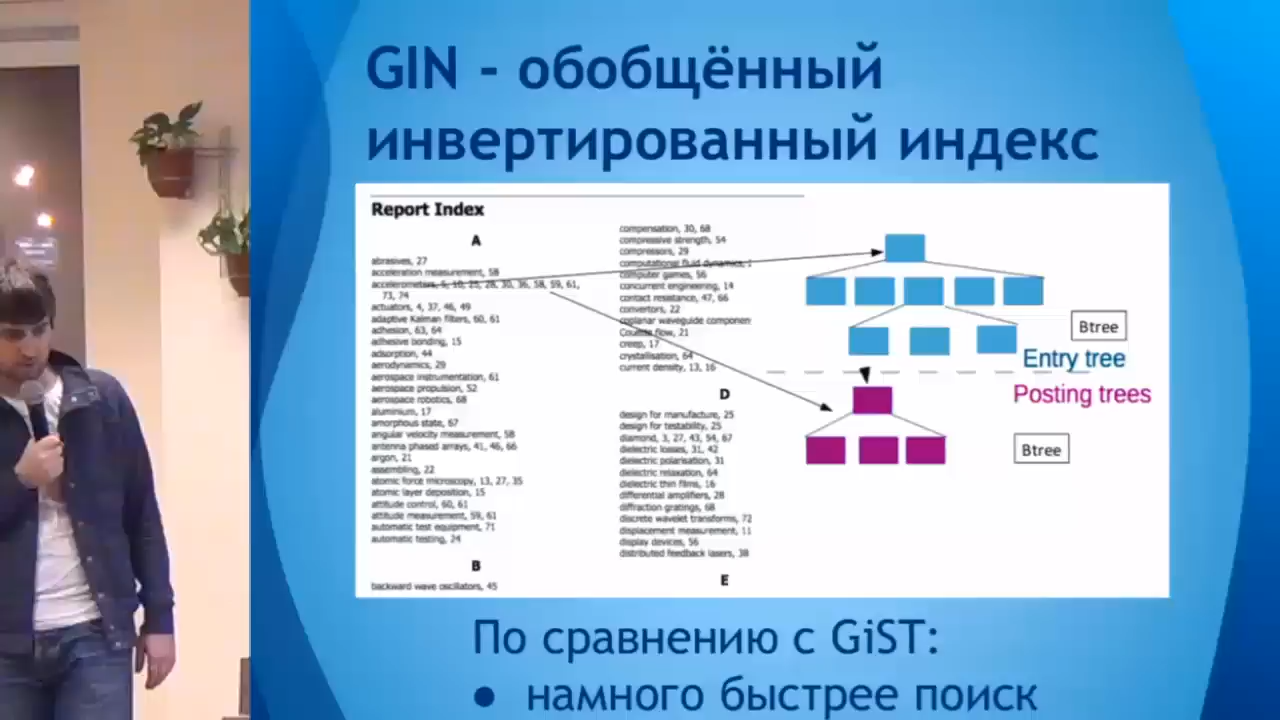 GIN - обобщённый
инвертированный индекс
Report Index
A
abrasives, 27
acceleration measurement, 58
accelerometers, 5, 10, 25, 28, 30, 36, 58, 59, 61,
73, 74
actuators, 4, 37, 46, 49
adaptive Kalman filters, 60, 61
adhesion, 63, 64
adhesive bonding, 15
adsorption, 44
aerodynamics, 29
aerospace instrumentation, 61
aerospace propulsion, 52
aerospace robotics, 68
aluminium, 17
amorphous state, 67
angular velocity measurement, 58
antenna phased arrays, 41, 46, 66
argon, 21
assembling, 22
atomic force microscopy, 13, 27, 35
atomic layer deposition, 15
attitude control, 60, 61
attitude measurement, 59, 61
automatic test equipment, 71
automatic testing, 24
B
backward wave oscillators, 45
compensation, 30, 68
compressive strength, 54
compressors, 29
computational fluid dynamics,
computer games, 56
concurrent engineering, 14
contact resistance, 47, 66
convertors, 22
coplanar waveguide componen
Couette flow, 21
creep, 17
crystallisation, 64
current density, 13, 16
D
design for manufacture, 25
design for testability, 25
diamond, 3, 27, 43, 54, 67
dielectric losses, 31, 42
dielectric polarisation, 31
dielectric relaxation, 64
dielectric thin films, 16
differential amplifiers, 28
diffraction gratings, 68
discrete wavelet transforms, 72
displacement measurement, 11
display devices, 56
distributed feedback lasers, 38
E
Btree
Entry tree
Posting trees
Btree
По сравнению с GiST:
● намного быстрее поиск